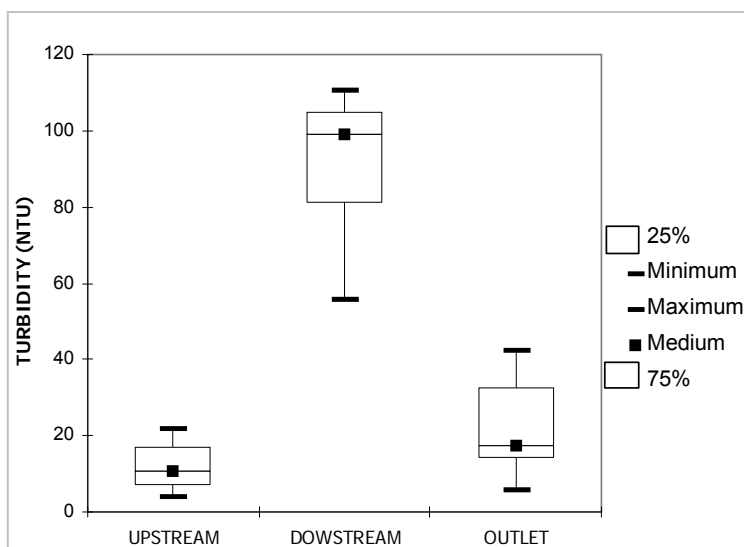 120
100
80
60
40
20
0
TURBIDITY (NTU)
UPSTREAM
DOWSTREAM
OUTLET
25%
Minimum
Maximum
Medium
75%